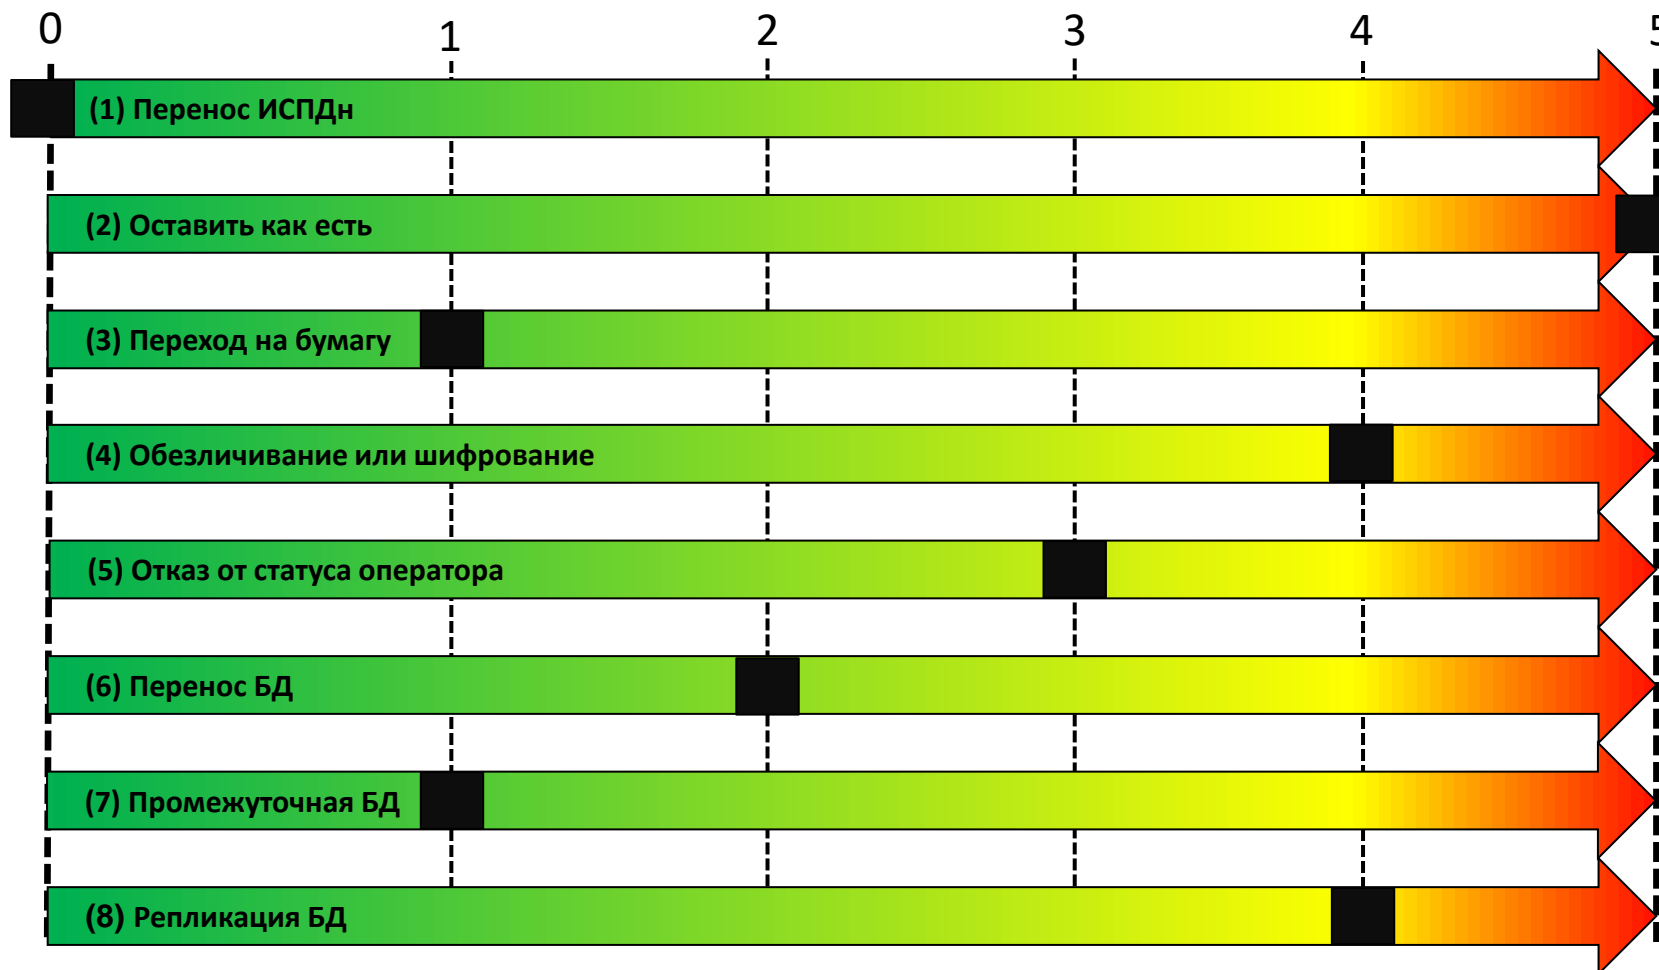 0 1 2 3 4 5
(1) Перенос ИСПДн
(2) Оставить как есть
(3) Переход на бумагу
(4) Обезличивание или шифрование
(5) Отказ от статуса оператора
(6) Перенос БД
(7) Промежуточная БД
(8) Репликация БД